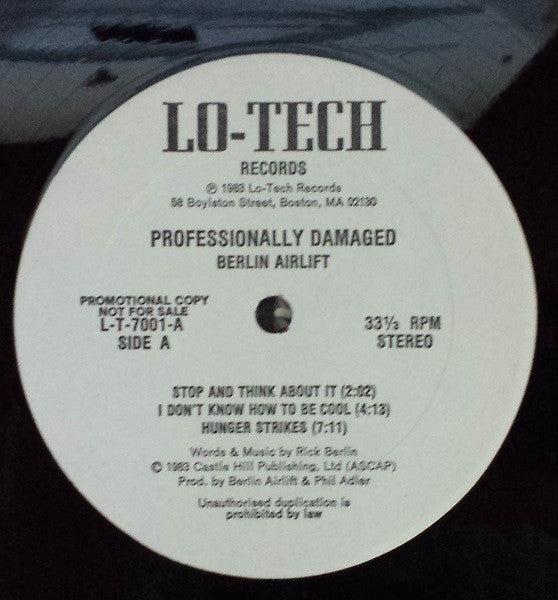 LO-TECH
RECORDS
℗ 1983 Lo-Tech Records
58 Boylston Street, Boston, MA 02130
PROFESSIONALLY DAMAGED
BERLIN AIRLIFT
PROMOTIONAL COPY
NOT FOR SALE
L-T-7001-A
SIDE A
33⅓ RPM
STEREO
STOP AND THINK ABOUT IT (2:02)
I DON'T KNOW HOW TO BE COOL (4:13)
HUNGER STRIKES (7:11)
Words & Music by Rick Berlin
© 1983 Castle Hill Publishing, Ltd (ASCAP)
Prod. by Berlin Airlift & Phil Adler
Unauthorised duplication is
prohibited by law